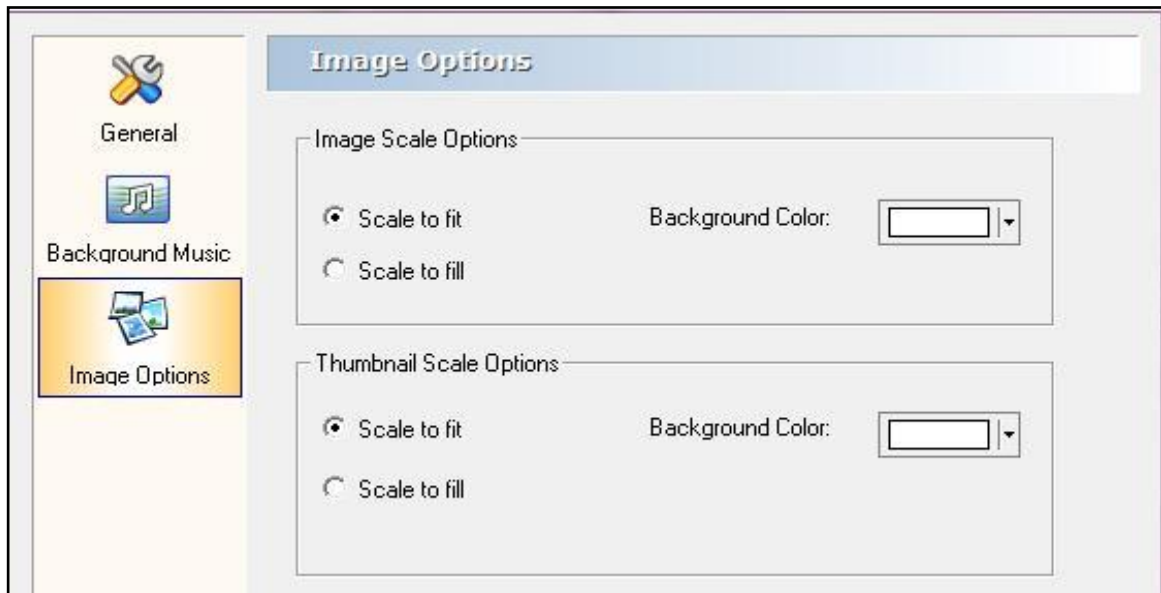 General
Background Music
Image Options
Image Options
Image Scale Options
Scale to fit
Background Color:
Scale to fill
Thumbnail Scale Options
Scale to fit
Background Color:
Scale to fill